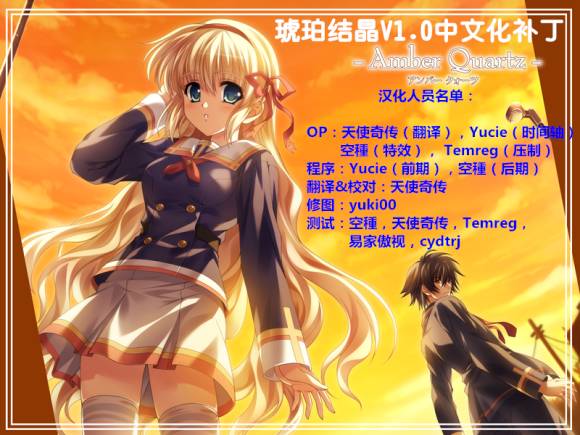 琥珀结晶V1.0中文化补丁
- Amber Quartz -
アンバー クォーツ
汉化人员名单：
OP：天使奇传（翻译），Yucie（时间轴）
空種（特效），Temreg（压制）
程序：Yucie（前期），空種（后期）
翻译&校对：天使奇传
修图：yuki00
测试：空種，天使奇传，Temreg，
易家傲视，cydtrj